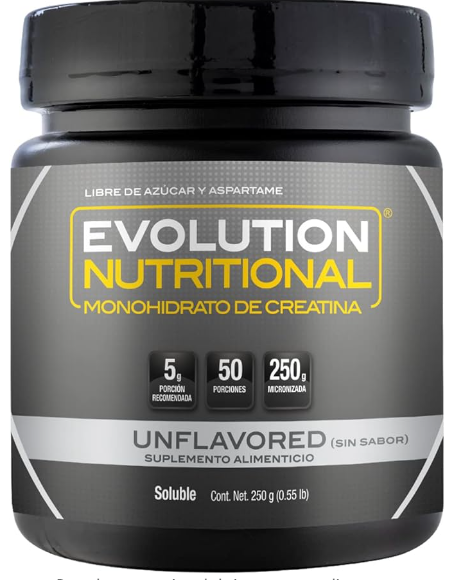 LIBRE DE AZÚCAR Y ASPARTAME
EVOLUTION®
NUTRITIONAL
MONOHIDRATO DE CREATINA
5g
PORCIÓN
RECOMENDADA
50
PORCIONES
250g
MICRONIZADA
UNFLAVORED (SIN SABOR)
SUPLEMENTO ALIMENTICIO
Soluble Cont. Net. 250 g (0.55 lb)